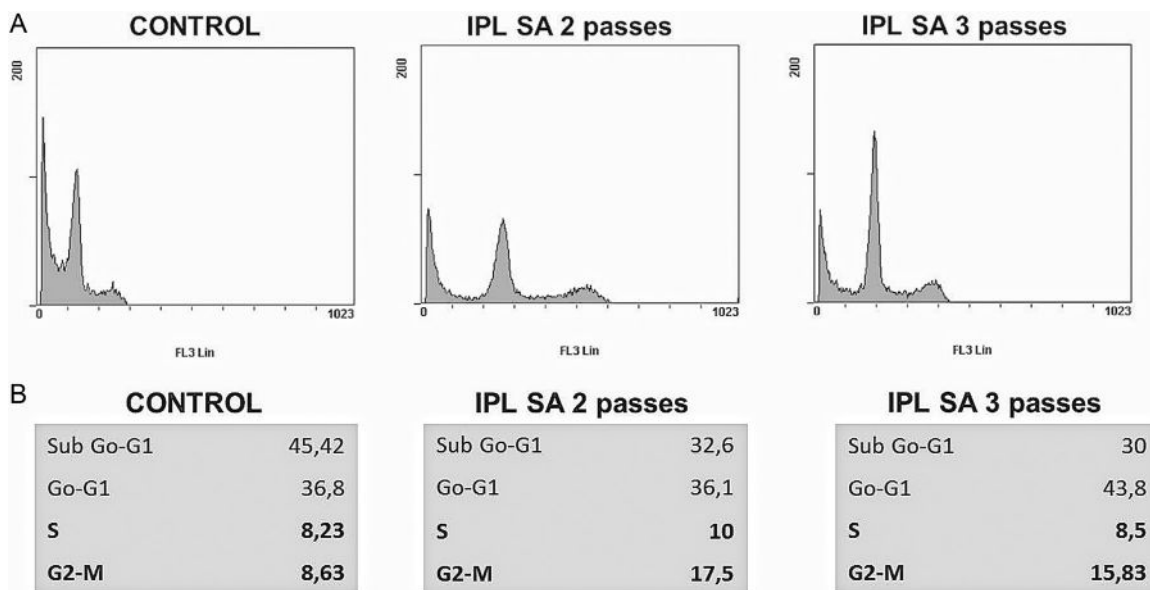 A
CONTROL
IPL SA 2 passes
IPL SA 3 passes
200
200
200
0 1023
0 1023
0 1023
FL3 Lin
FL3 Lin
FL3 Lin
B
CONTROL
IPL SA 2 passes
IPL SA 3 passes
Sub Go-G1 45,42
Go-G1 36,8
S 8,23
G2-M 8,63
Sub Go-G1 32,6
Go-G1 36,1
S 10
G2-M 17,5
Sub Go-G1 30
Go-G1 43,8
S 8,5
G2-M 15,83